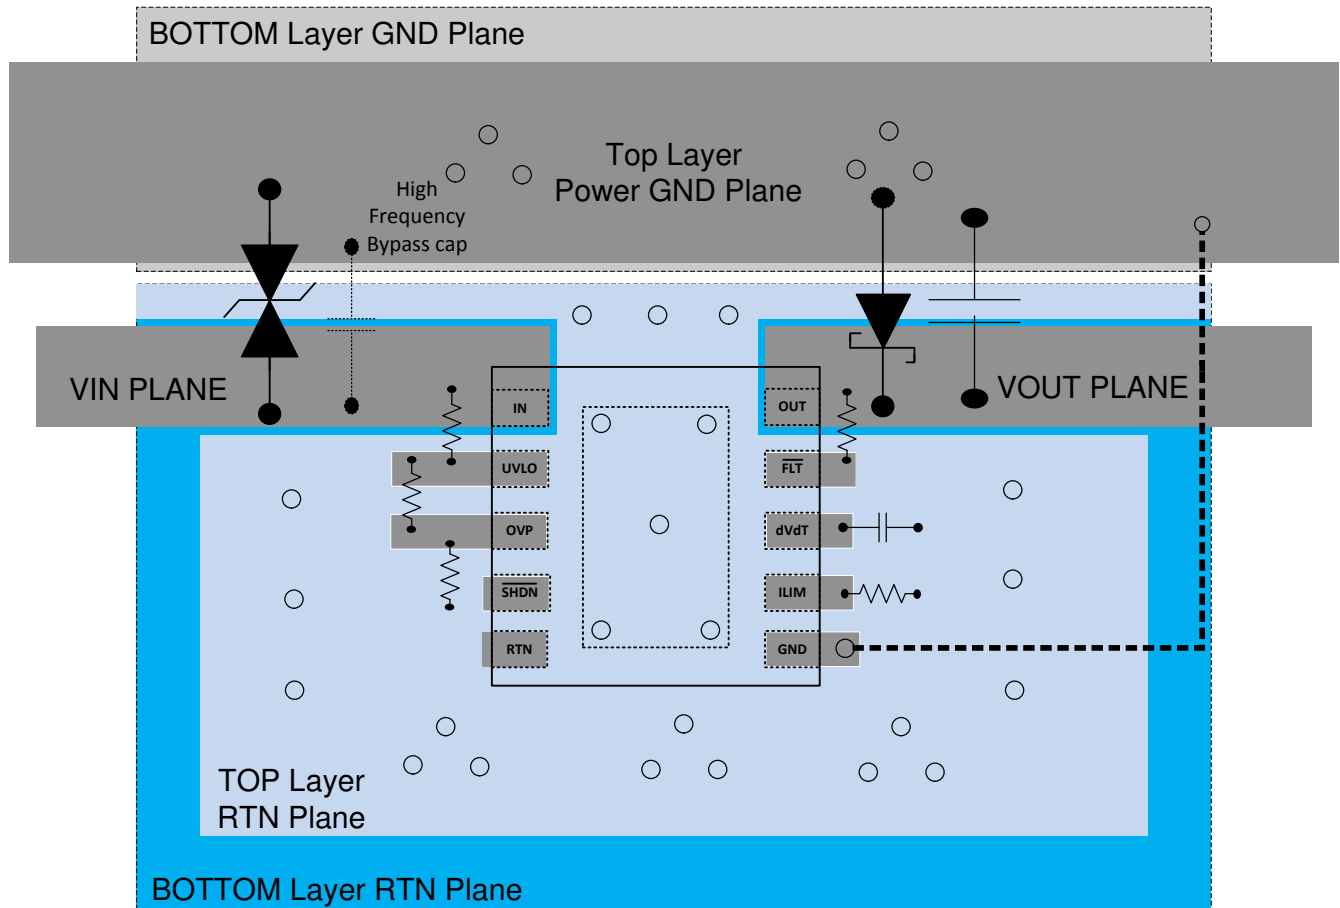 BOTTOM Layer GND Plane
Top Layer
Power GND Plane
High
Frequency
Bypass cap
VIN PLANE
VOUT PLANE
IN
OUT
UVLO
FLT
OVP
dVdT
SHDN
ILIM
RTN
GND
TOP Layer
RTN Plane
BOTTOM Layer RTN Plane